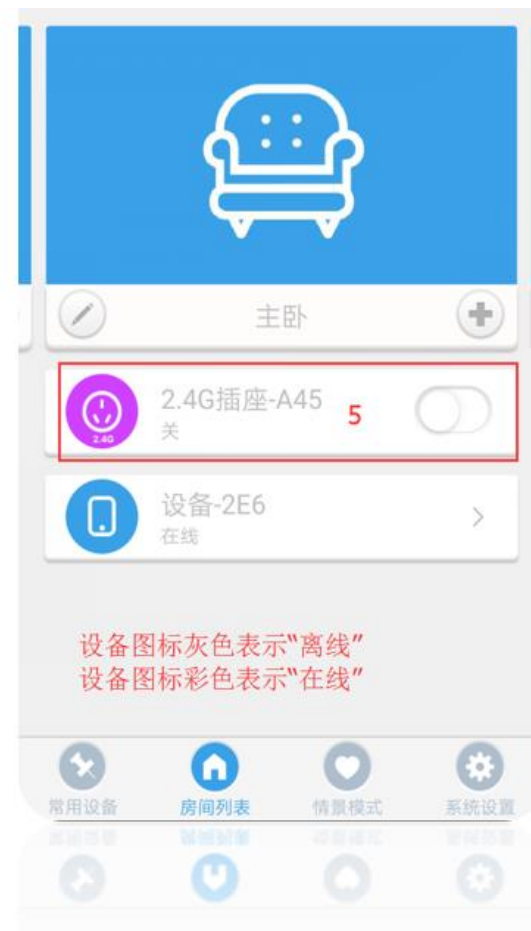 主卧
2.4G插座-A45
关
5
2.4G
设备-2E6
在线
设备图标灰色表示“离线”
设备图标彩色表示“在线”
常用设备
房间列表
情景模式
系统设置